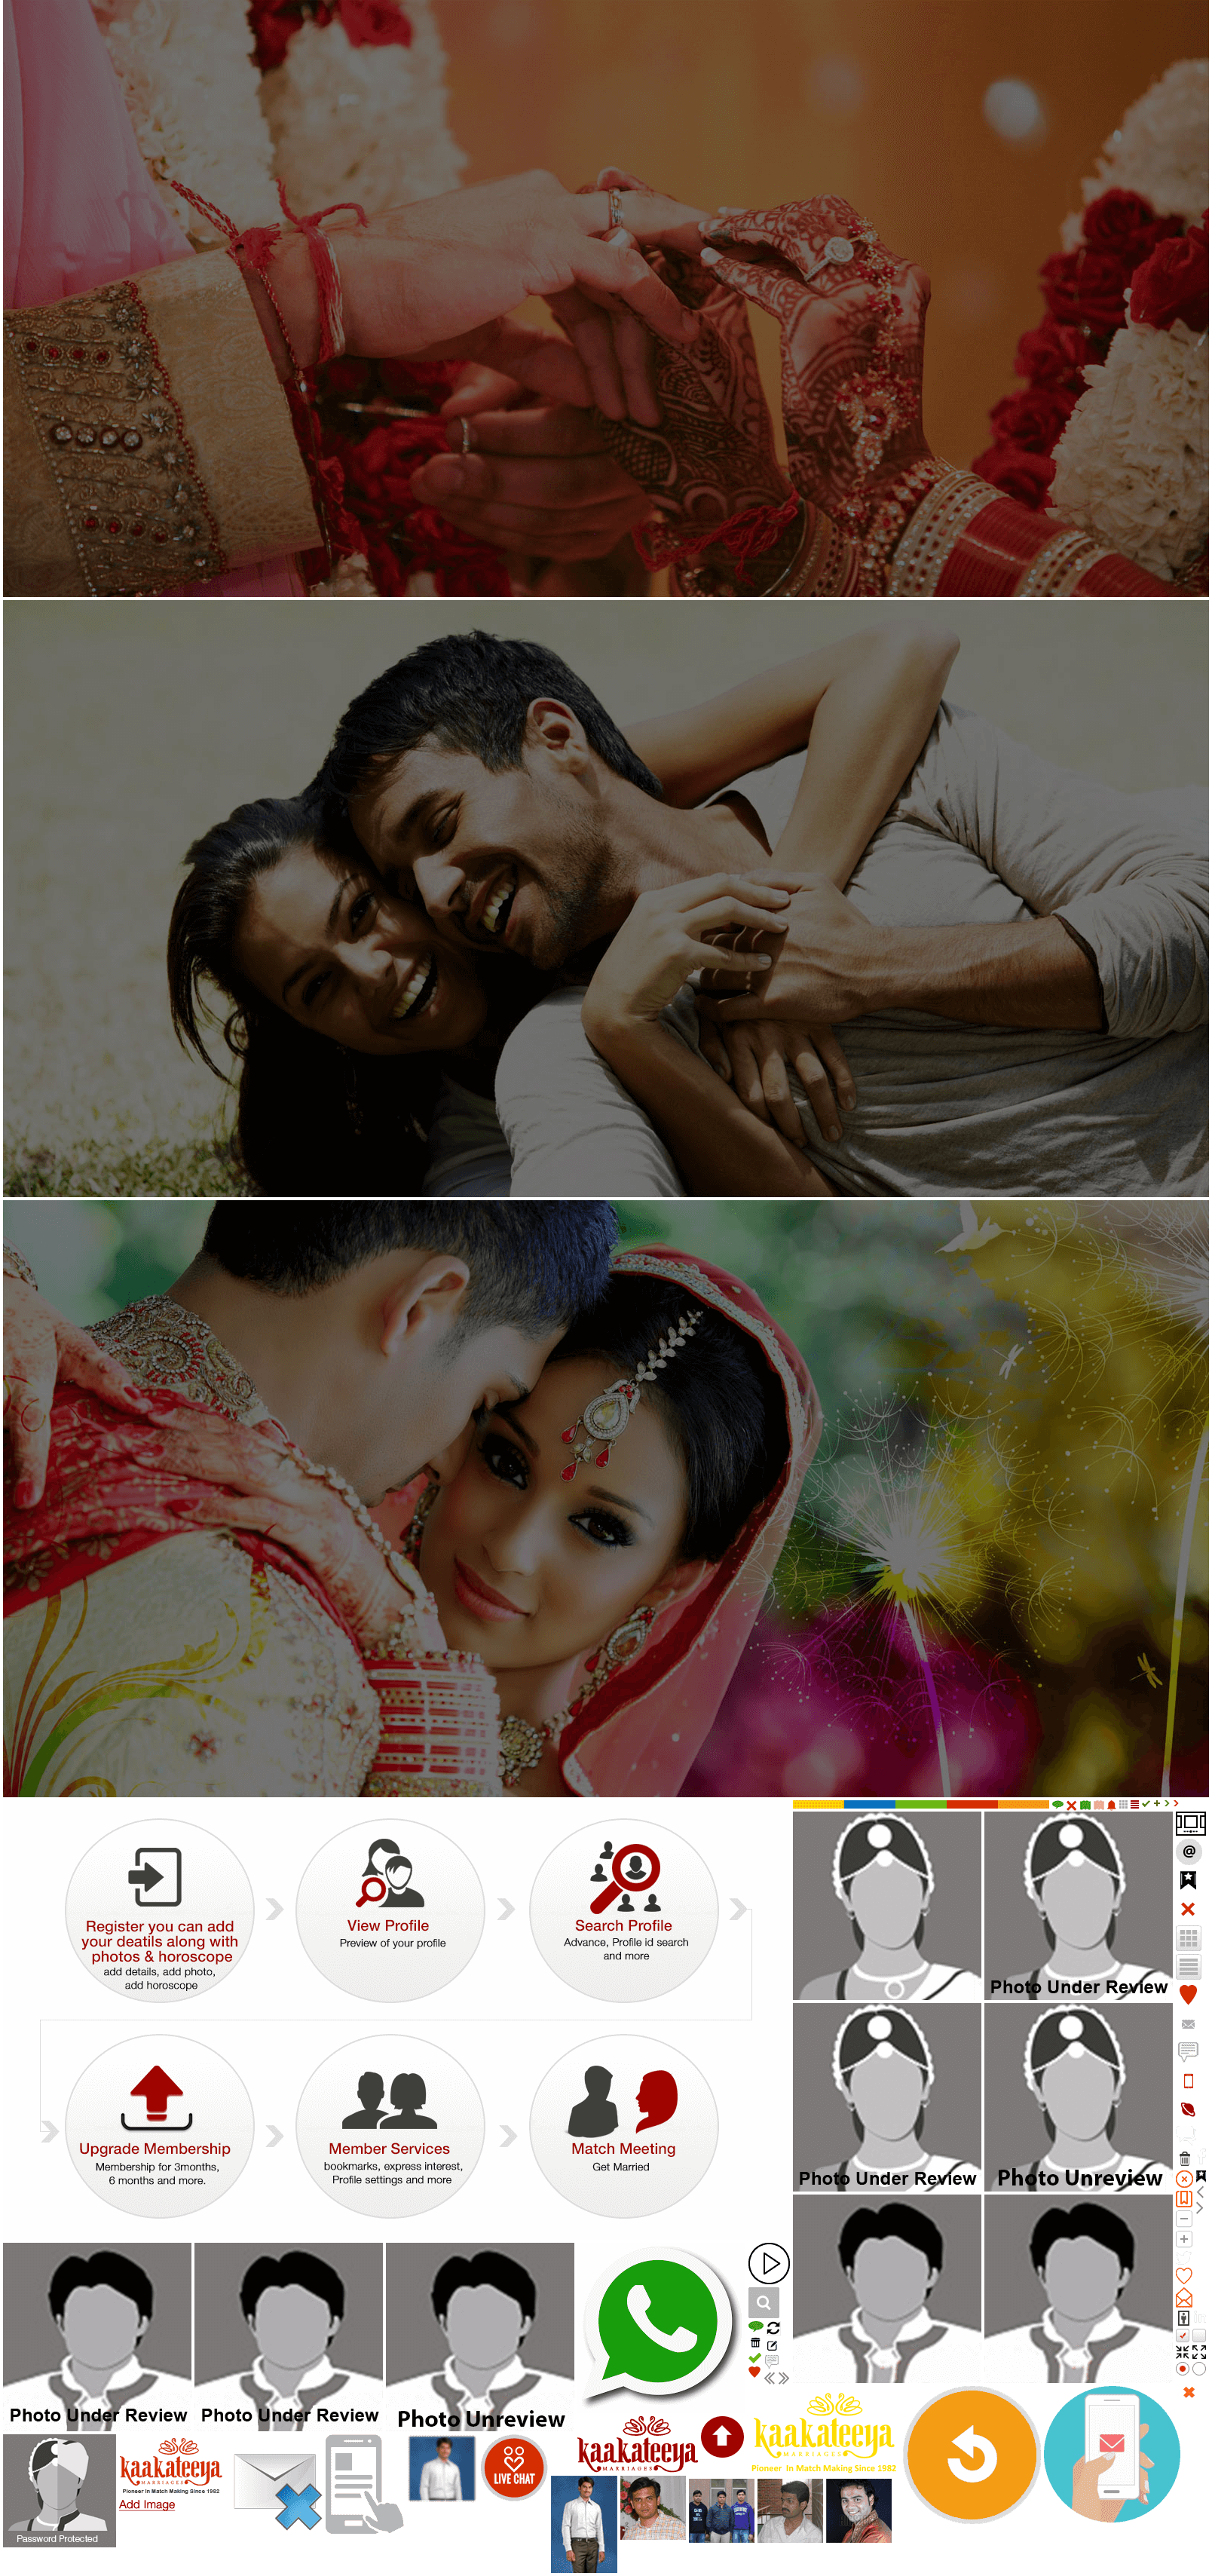 Register you can add
your deatils along with
photos & horoscope
add details, add photo,
add horoscope
View Profile
Preview of your profile
Search Profile
Advance, Profile id search
and more
Upgrade Membership
Membership for 3months,
6 months and more.
Member Services
bookmarks, express interest,
Profile settings and more
Match Meeting
Get Married
@
Photo Under Review
Photo Under Review
Photo Unreview
Photo Under Review
Photo Under Review
Photo Unreview
Password Protected
kaakateeya
MARRIAGES
Pioneer In Match Making Since 1982
Add Image
LIVE CHAT
kaakateeya
MARRIAGES
kaakateeya
MARRIAGES
Pioneer In Match Making Since 1982